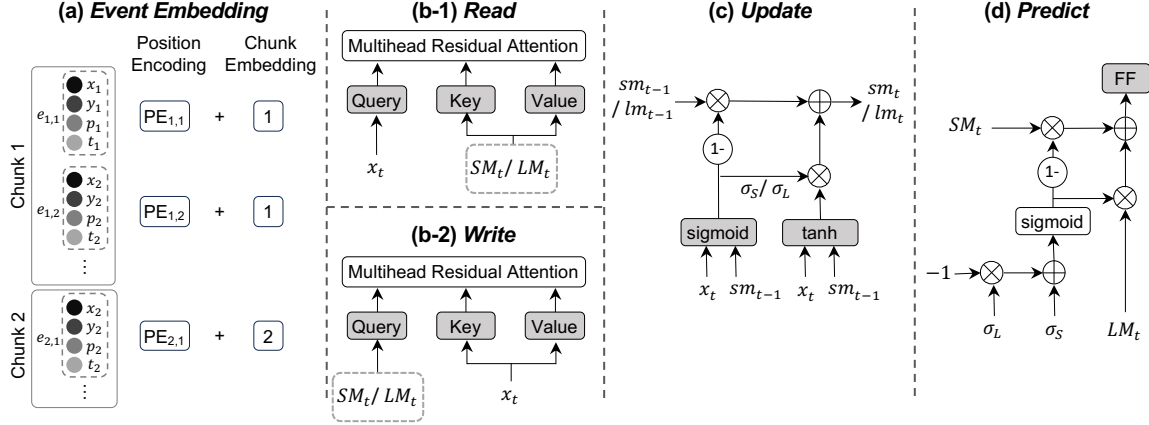 (a) Event Embedding
Position Encoding
Chunk Embedding
Chunk 1
e1,1
x1
y1
p1
t1
PE1,1
+
1
e1,2
x2
y2
p2
t2
PE1,2
+
1
⋮
Chunk 2
e2,1
x2
y2
p2
t2
PE2,1
+
2
⋮
(b-1) Read
Multihead Residual Attention
Query
Key
Value
xt
SMt/ LMt
(b-2) Write
Multihead Residual Attention
Query
Key
Value
SMt/ LMt
xt
(c) Update
smt−1
/ lmt−1
smt
/ lmt
1-
σS/ σL
sigmoid
tanh
xt
smt−1
xt
smt−1
(d) Predict
FF
SMt
1-
sigmoid
−1
σL
σS
LMt